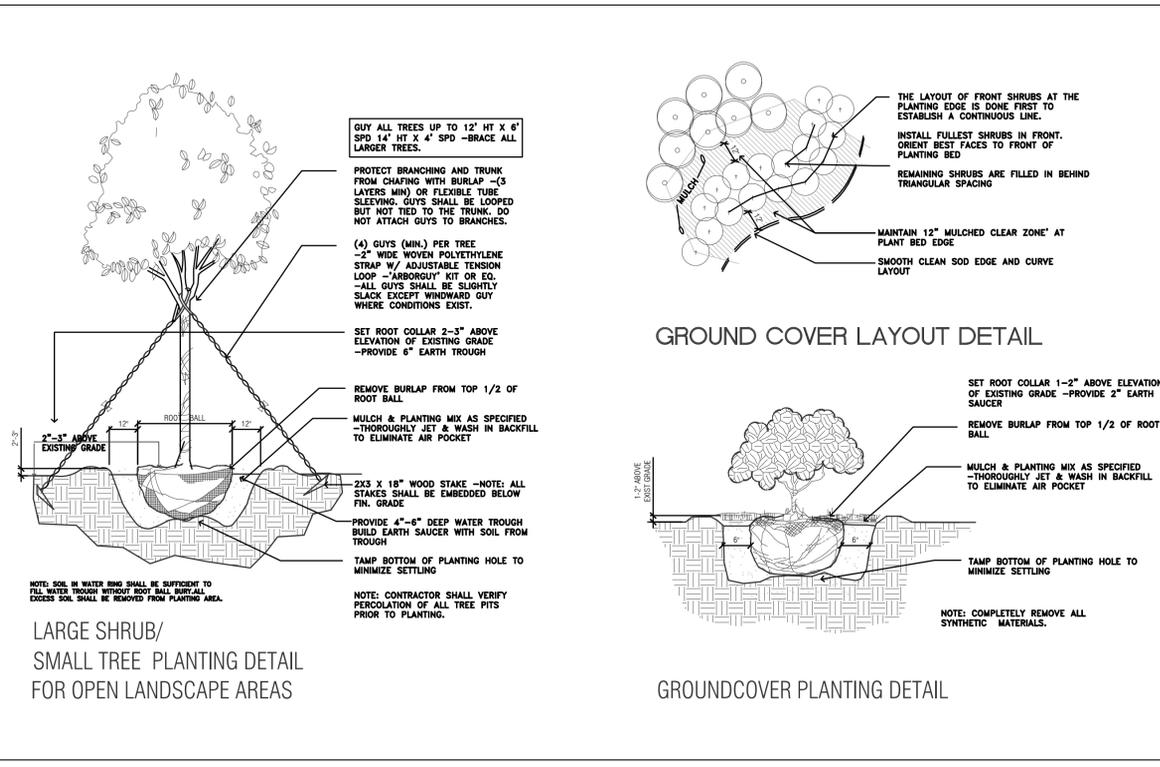 GUY ALL TREES UP TO 12' HT X 6'
SPD 14' HT X 4' SPD -BRACE ALL
LARGER TREES.
PROTECT BRANCHING AND TRUNK
FROM CHAFING WITH BURLAP -(3
LAYERS MIN) OR FLEXIBLE TUBE
SLEEVING. GUYS SHALL BE LOOPED
BUT NOT TIED TO THE TRUNK. DO
NOT ATTACH GUYS TO BRANCHES.
(4) GUYS (MIN.) PER TREE
-2" WIDE WOVEN POLYETHYLENE
STRAP W/ ADJUSTABLE TENSION
LOOP -'ARBORGUY' KIT OR EQ.
-ALL GUYS SHALL BE SLIGHTLY
SLACK EXCEPT WINDWARD GUY
WHERE CONDITIONS EXIST.
SET ROOT COLLAR 2-3" ABOVE
ELEVATION OF EXISTING GRADE
-PROVIDE 6" EARTH TROUGH
REMOVE BURLAP FROM TOP 1/2 OF
ROOT BALL
MULCH & PLANTING MIX AS SPECIFIED
-THOROUGHLY JET & WASH IN BACKFILL
TO ELIMINATE AIR POCKET
2X3 X 18" WOOD STAKE -NOTE: ALL
STAKES SHALL BE EMBEDDED BELOW
FIN. GRADE
PROVIDE 4"-6" DEEP WATER TROUGH
BUILD EARTH SAUCER WITH SOIL FROM
TROUGH
TAMP BOTTOM OF PLANTING HOLE TO
MINIMIZE SETTLING
NOTE: CONTRACTOR SHALL VERIFY
PERCOLATION OF ALL TREE PITS
PRIOR TO PLANTING.
ROOT BALL
12"
12"
2"-3"
2"-3" ABOVE
EXISTING GRADE
NOTE: SOIL IN WATER RING SHALL BE SUFFICIENT TO
FILL WATER TROUGH WITHOUT ROOT BALL BURY.ALL
EXCESS SOIL SHALL BE REMOVED FROM PLANTING AREA.
LARGE SHRUB/
SMALL TREE PLANTING DETAIL
FOR OPEN LANDSCAPE AREAS
THE LAYOUT OF FRONT SHRUBS AT THE
PLANTING EDGE IS DONE FIRST TO
ESTABLISH A CONTINUOUS LINE.
INSTALL FULLEST SHRUBS IN FRONT.
ORIENT BEST FACES TO FRONT OF
PLANTING BED
REMAINING SHRUBS ARE FILLED IN BEHIND
TRIANGULAR SPACING
MAINTAIN 12" MULCHED CLEAR ZONE' AT
PLANT BED EDGE
SMOOTH CLEAN SOD EDGE AND CURVE
LAYOUT
MULCH
12"
12"
GROUND COVER LAYOUT DETAIL
SET ROOT COLLAR 1-2" ABOVE ELEVATION
OF EXISTING GRADE -PROVIDE 2" EARTH
SAUCER
REMOVE BURLAP FROM TOP 1/2 OF ROOT
BALL
MULCH & PLANTING MIX AS SPECIFIED
-THOROUGHLY JET & WASH IN BACKFILL
TO ELIMINATE AIR POCKET
TAMP BOTTOM OF PLANTING HOLE TO
MINIMIZE SETTLING
NOTE: COMPLETELY REMOVE ALL
SYNTHETIC MATERIALS.
1-2" ABOVE
EXIST GRADE
6"
6"
GROUNDCOVER PLANTING DETAIL